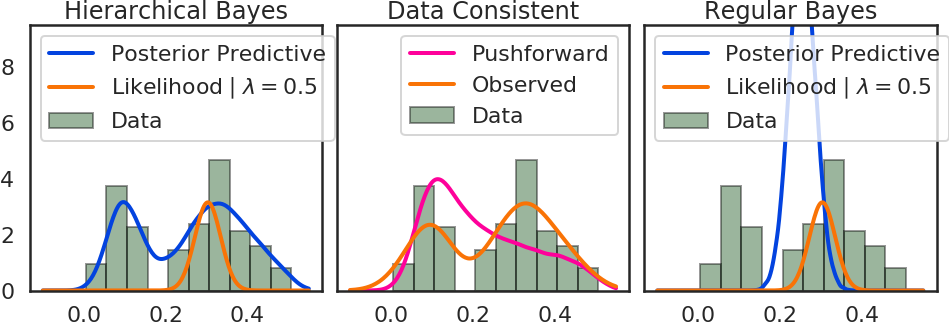 Hierarchical Bayes
Data Consistent
Regular Bayes
Posterior Predictive
Likelihood | λ = 0.5
Data
Pushforward
Observed
Data
Posterior Predictive
Likelihood | λ = 0.5
Data
8
6
4
2
0
0.0 0.2 0.4
0.0 0.2 0.4
0.0 0.2 0.4